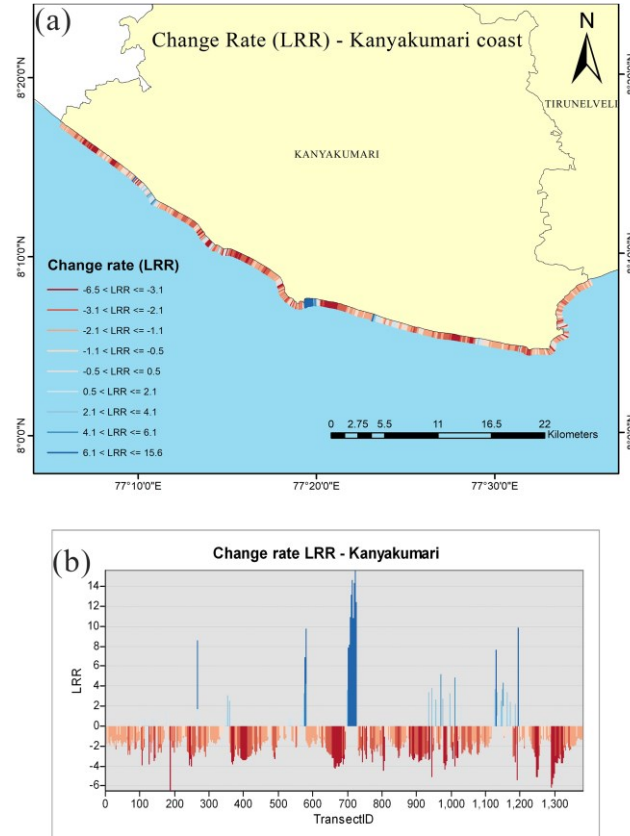 (a)
Change Rate (LRR) - Kanyakumari coast
N
TIRUNELVELI
KANYAKUMARI
8°20'0"N
8°10'0"N
8°0'0"N
Change rate (LRR)
-6.5 < LRR <= -3.1
-3.1 < LRR <= -2.1
-2.1 < LRR <= -1.1
-1.1 < LRR <= -0.5
-0.5 < LRR <= 0.5
0.5 < LRR <= 2.1
2.1 < LRR <= 4.1
4.1 < LRR <= 6.1
6.1 < LRR <= 15.6
0 2.75 5.5 11 16.5 22
Kilometers
77°10'0"E 77°20'0"E 77°30'0"E
(b)
Change rate LRR - Kanyakumari
14
12
10
8
6
4
2
0
-2
-4
-6
LRR
0 100 200 300 400 500 600 700 800 900 1,000 1,100 1,200 1,300
TransectID